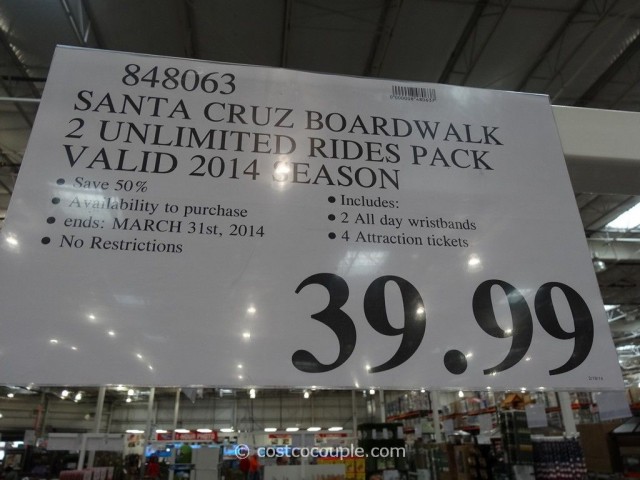 848063
SANTA CRUZ BOARDWALK
2 UNLIMITED RIDES PACK
VALID 2014 SEASON
• Save 50%
• Availability to purchase
• ends: MARCH 31st, 2014
• No Restrictions
• Includes:
• 2 All day wristbands
• 4 Attraction tickets
39.99
© costcocouple.com